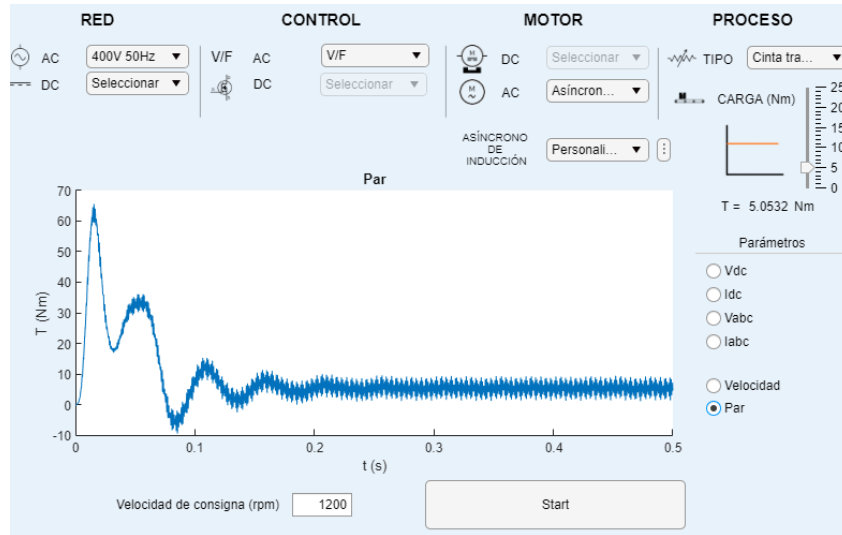 RED CONTROL MOTOR PROCESO
AC 400V 50Hz V/F AC V/F DC Seleccionar TIPO Cinta tra...
DC Seleccionar DC Seleccionar AC Asíncron... CARGA (Nm)
25
20
15
10
5
0
ASÍNCRONO
DE
INDUCCIÓN
Personali...
T = 5.0532 Nm
Par
T (Nm)
70
60
50
40
30
20
10
0
-10
0 0.1 0.2 0.3 0.4 0.5
t (s)
Parámetros
Vdc
Idc
Vabc
Iabc
Velocidad
Par
Velocidad de consigna (rpm) 1200 Start